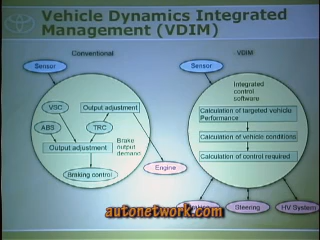 Vehicle Dynamics Integrated
Management (VDIM)
Conventional
VDIM
Sensor
VSC
Output adjustment
ABS
TRC
Output adjustment
Brake
output
demand
Braking control
Engine
Sensor
Integrated
control
software
Calculation of targeted vehicle
Performance
Calculation of vehicle conditions
Calculation of control required
Steering
HV System
autonetwork.com